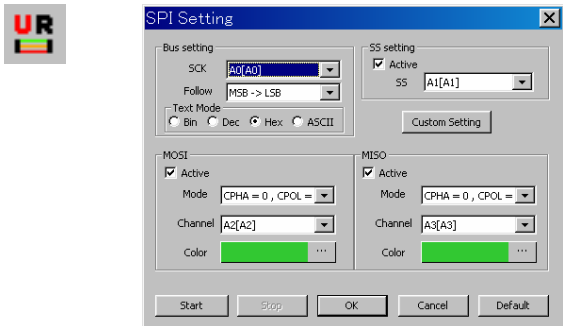 UR
SPI Setting
Bus setting
SCK A0[A0]
Follow MSB -> LSB
Text Mode
Bin Dec Hex ASCII
SS setting
Active
SS A1[A1]
Custom Setting
MOSI
Active
Mode CPHA = 0 , CPOL =
Channel A2[A2]
Color ...
MISO
Active
Mode CPHA = 0 , CPOL =
Channel A3[A3]
Color ...
Start Stop OK Cancel Default